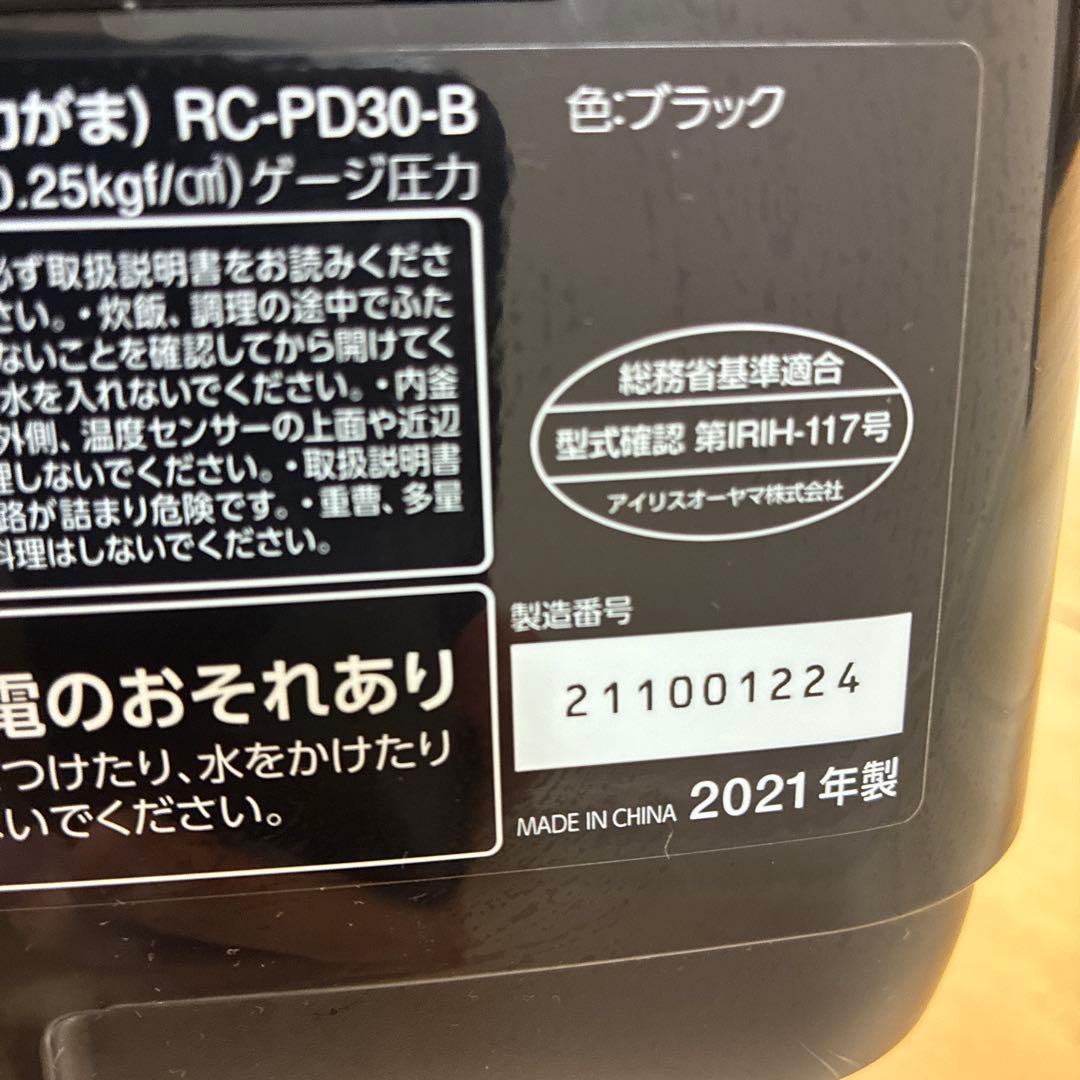 力がま) RC-PD30-B
0.25kgf/c㎡)ゲージ圧力
色:ブラック
必ず取扱説明書をお読みくださ
さい。・炊飯、調理の途中でふた
ないことを確認してから開けてく
水を入れないでください。・内釜
外側、温度センサーの上面や近辺
理しないでください。・取扱説明書
路が詰まり危険です。・重曹、多量
料理はしないでください。
電のおそれあり
つけたり、水をかけたり
いでください。
総務省基準適合
型式確認 第IRIH-117号
アイリスオーヤマ株式会社
製造番号
211001224
MADE IN CHINA 2021年製